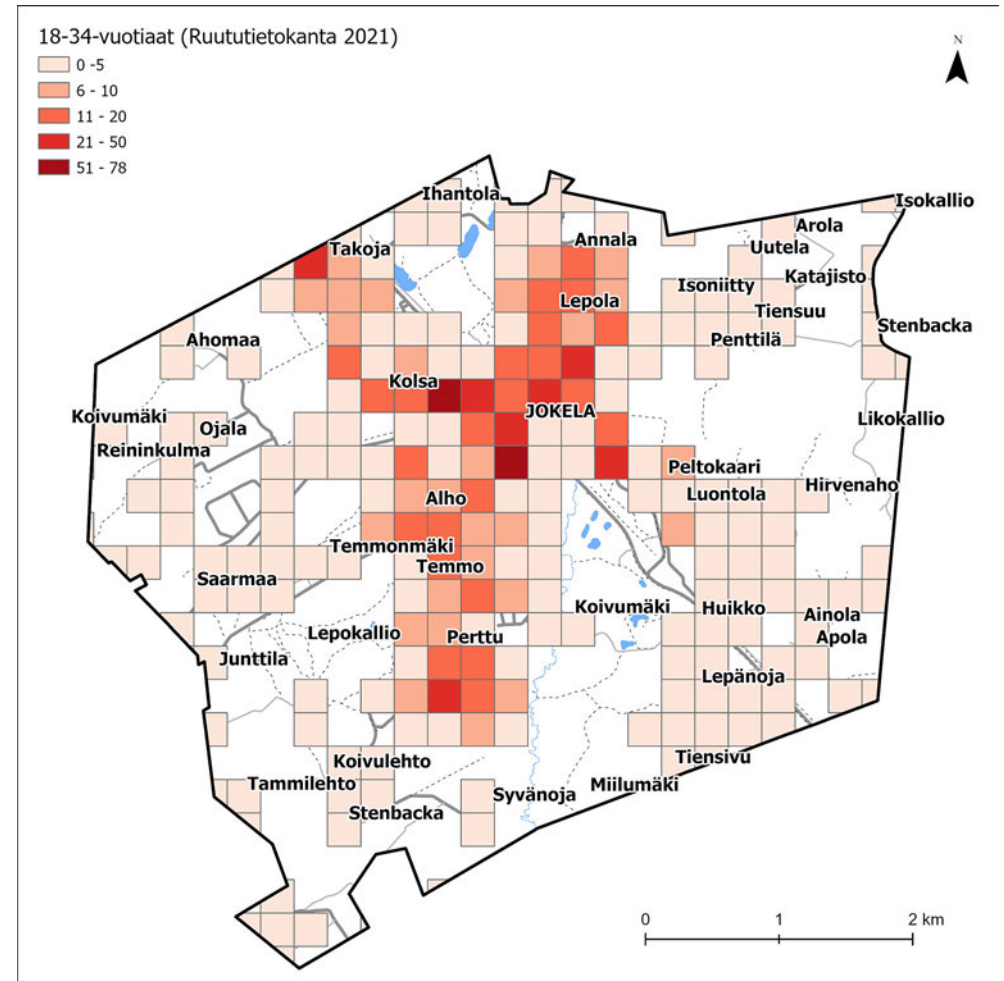 18-34-vuotiaat (Ruututietokanta 2021)
0 -5
6 - 10
11 - 20
21 - 50
51 - 78
N
Ihantola
Isokallio
Arola
Takoja
Annala
Uutela
Katajisto
Isoniitty
Lepola
Tiensuu
Stenbacka
Ahomaa
Penttilä
Kolsa
JOKELA
Koivumäki
Likokallio
Ojala
Reininkulma
Peltokaari
Hirvenaho
Alho
Luontola
Temmonmäki
Temmo
Saarmaa
Koivumäki
Huikko
Ainola
Lepokallio
Perttu
Apola
Junttila
Lepänoja
Koivulehto
Tiensivu
Tammilehto
Syvänoja
Miilumäki
Stenbacka
0 1 2 km